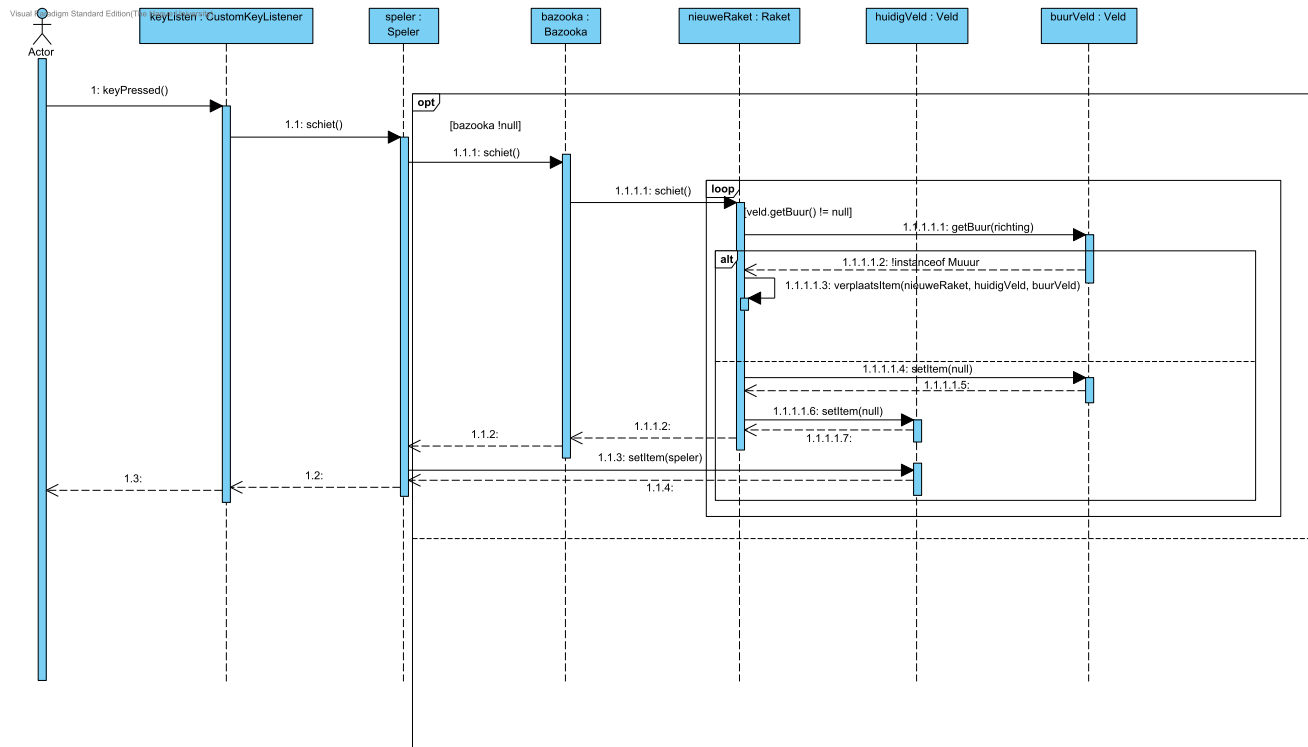 Visual Paradigm Standard Edition(The
keyListen : CustomKeyListener
speler :
Speler
bazooka :
Bazooka
nieuweRaket : Raket
huidigVeld : Veld
buurVeld : Veld
Actor
1: keyPressed()
opt
1.1: schiet()
[bazooka !null]
1.1.1: schiet()
loop
1.1.1.1: schiet()
[veld.getBuur() != null]
1.1.1.1.1: getBuur(richting)
alt
1.1.1.1.2: !instanceof Muuur
1.1.1.1.3: verplaatsItem(nieuweRaket, huidigVeld, buurVeld)
1.1.1.1.4: setItem(null)
1.1.1.1.5:
1.1.1.1.6: setItem(null)
1.1.1.2:
1.1.2:
1.1.1.1.7:
1.1.3: setItem(speler)
1.3:
1.2:
1.1.4: